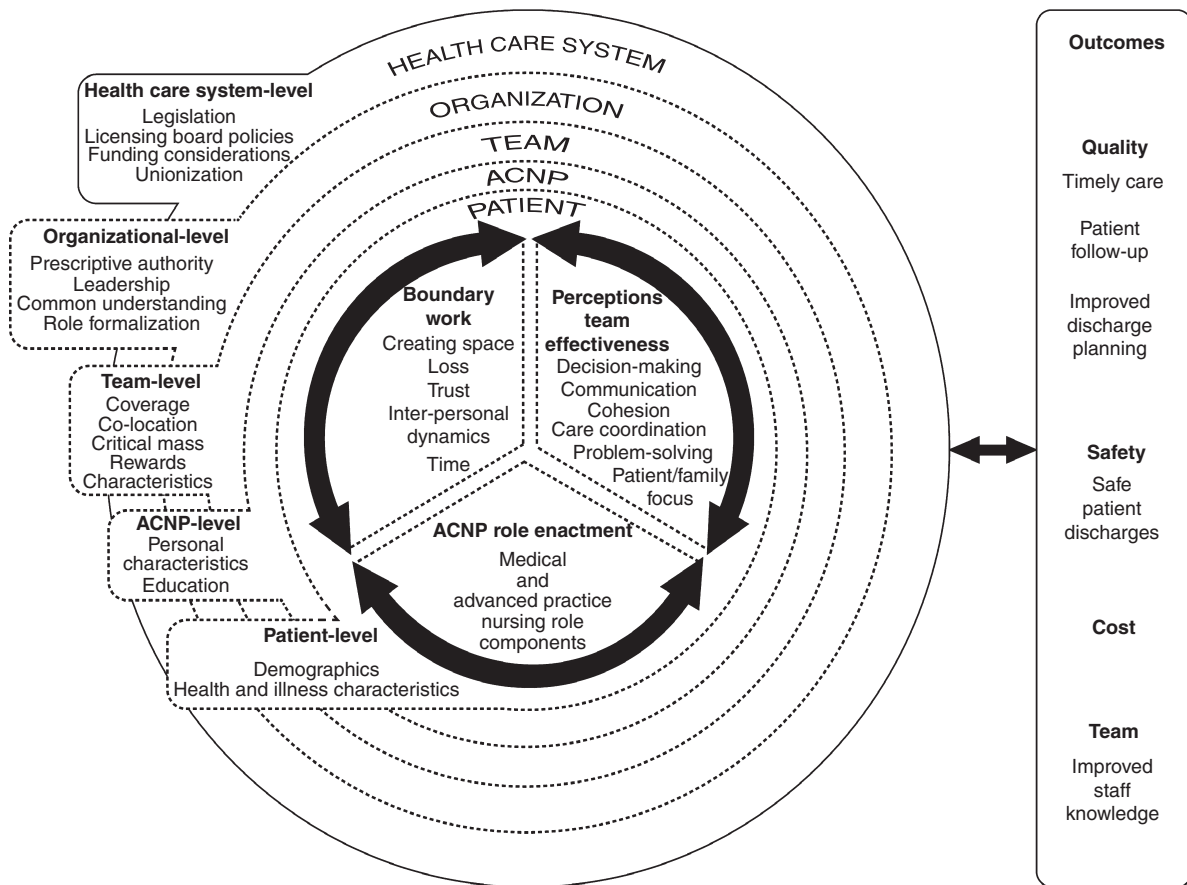 HEALTH CARE SYSTEM
ORGANIZATION
TEAM
ACNP
PATIENT
Health care system-level
Legislation
Licensing board policies
Funding considerations
Unionization
Organizational-level
Prescriptive authority
Leadership
Common understanding
Role formalization
Team-level
Coverage
Co-location
Critical mass
Rewards
Characteristics
ACNP-level
Personal
characteristics
Education
Patient-level
Demographics
Health and illness characteristics
Boundary
work
Creating space
Loss
Trust
Inter-personal
dynamics
Time
Perceptions
team
effectiveness
Decision-making
Communication
Cohesion
Care coordination
Problem-solving
Patient/family
focus
ACNP role enactment
Medical
and
advanced practice
nursing role
components
Outcomes
Quality
Timely care
Patient
follow-up
Improved
discharge
planning
Safety
Safe
patient
discharges
Cost
Team
Improved
staff
knowledge